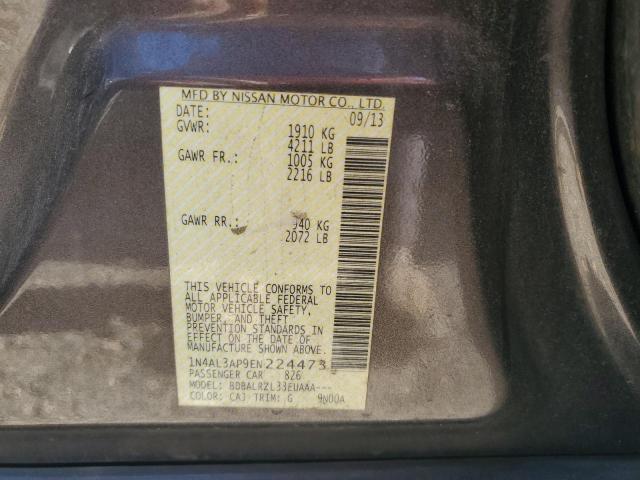 MFD BY NISSAN MOTOR CO., LTD.
DATE: 09/13
GVWR: 1910 KG
4211 LB
GAWR FR.: 1005 KG
2216 LB
GAWR RR.: 940 KG
2072 LB
THIS VEHICLE CONFORMS TO
ALL APPLICABLE FEDERAL
MOTOR VEHICLE SAFETY,
BUMPER, AND THEFT
PREVENTION STANDARDS IN
EFFECT ON THE DATE OF
MANUFACTURE SHOWN ABOVE.
1N4AL3AP9EN224473
PASSENGER CAR 826
MODEL: BDBALRZL33EUAAA---
COLOR: CAJ TRIM: G 9N00A